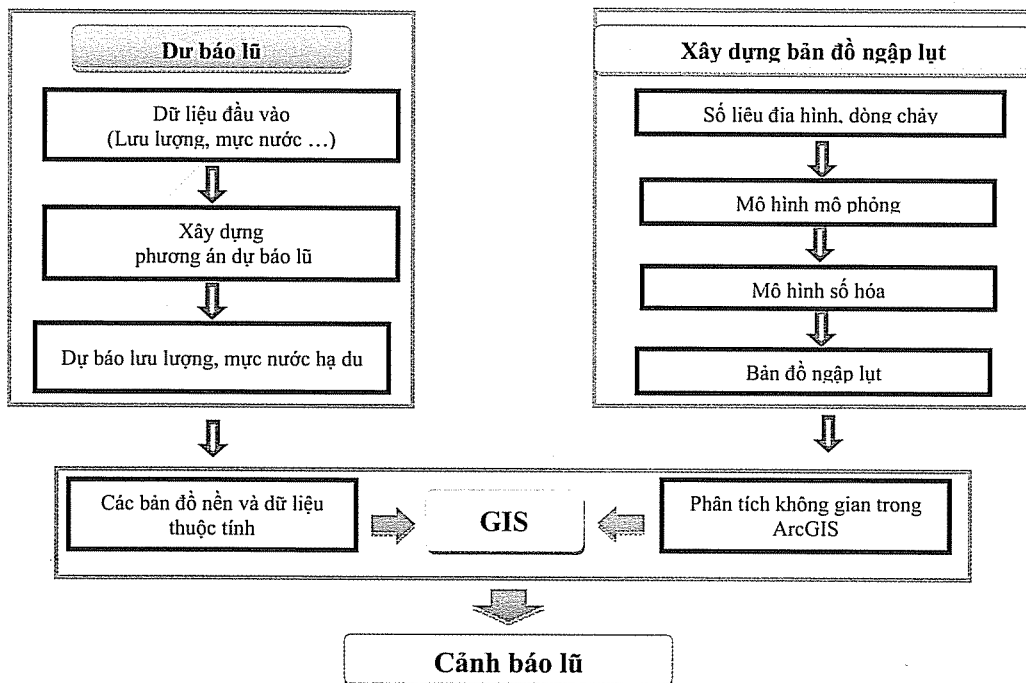 Dự báo lũ
Dữ liệu đầu vào
(Lưu lượng, mực nước ...)
Xây dựng
phương án dự báo lũ
Dự báo lưu lượng, mực nước hạ du
Xây dựng bản đồ ngập lụt
Số liệu địa hình, dòng chảy
Mô hình mô phỏng
Mô hình số hóa
Bản đồ ngập lụt
Các bản đồ nền và dữ liệu
thuộc tính
GIS
Phân tích không gian trong
ArcGIS
Cảnh báo lũ